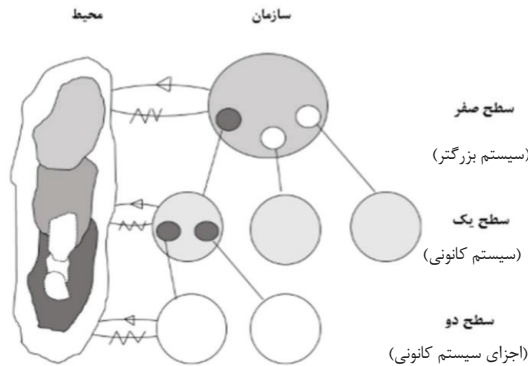 سازمان
محیط
سطح صفر
(سیستم بزرگتر)
سطح یک
(سیستم کانونی)
سطح دو
(اجزای سیستم کانونی)